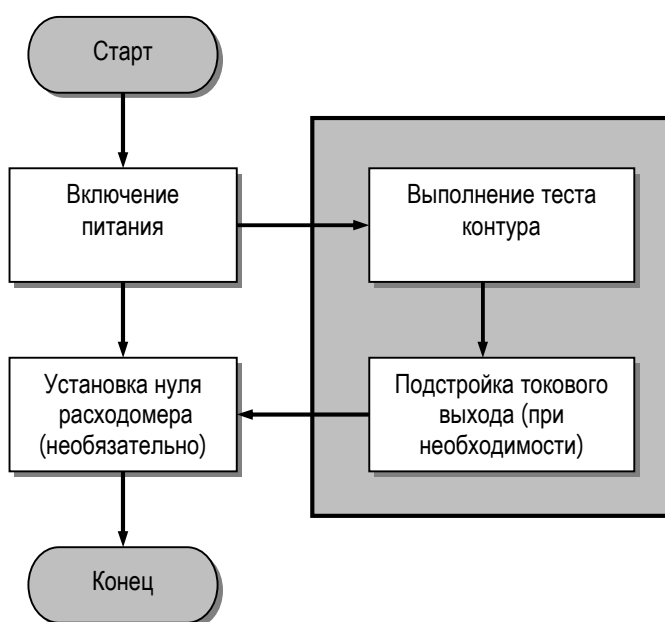 Старт
Включение
питания
Выполнение теста
контура
Установка нуля
расходомера
(необязательно)
Подстройка токового
выхода (при
необходимости)
Конец